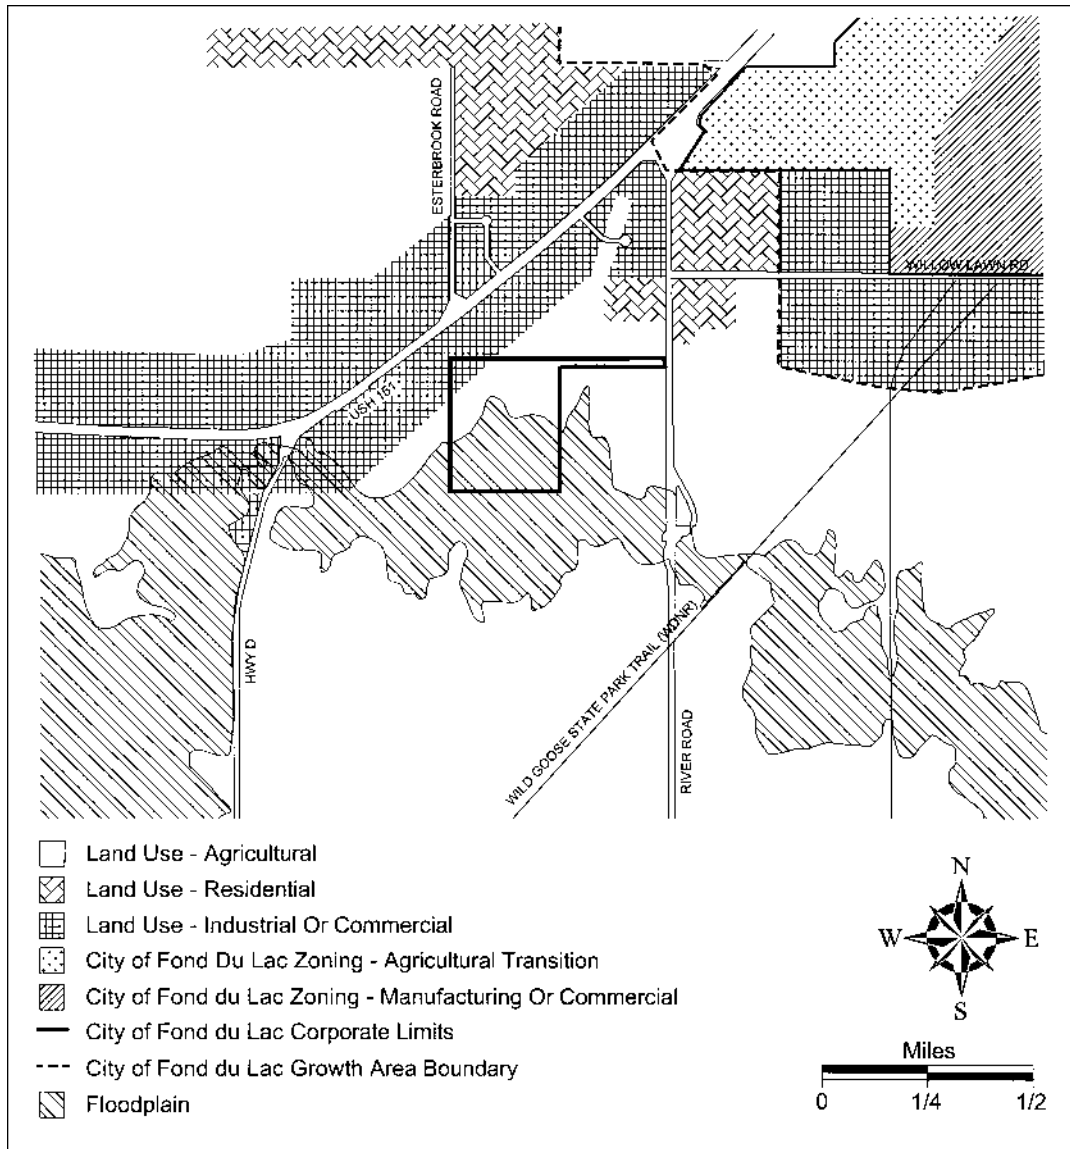 ESTERBROOK ROAD
WILLOW LAWN RD
USH 151
HWY D
WILD GOOSE STATE PARK TRAIL (WDNR)
RIVER ROAD
Land Use - Agricultural
Land Use - Residential
Land Use - Industrial Or Commercial
City of Fond Du Lac Zoning - Agricultural Transition
City of Fond du Lac Zoning - Manufacturing Or Commercial
City of Fond du Lac Corporate Limits
City of Fond du Lac Growth Area Boundary
Floodplain
N
W E
S
Miles
0 1/4 1/2